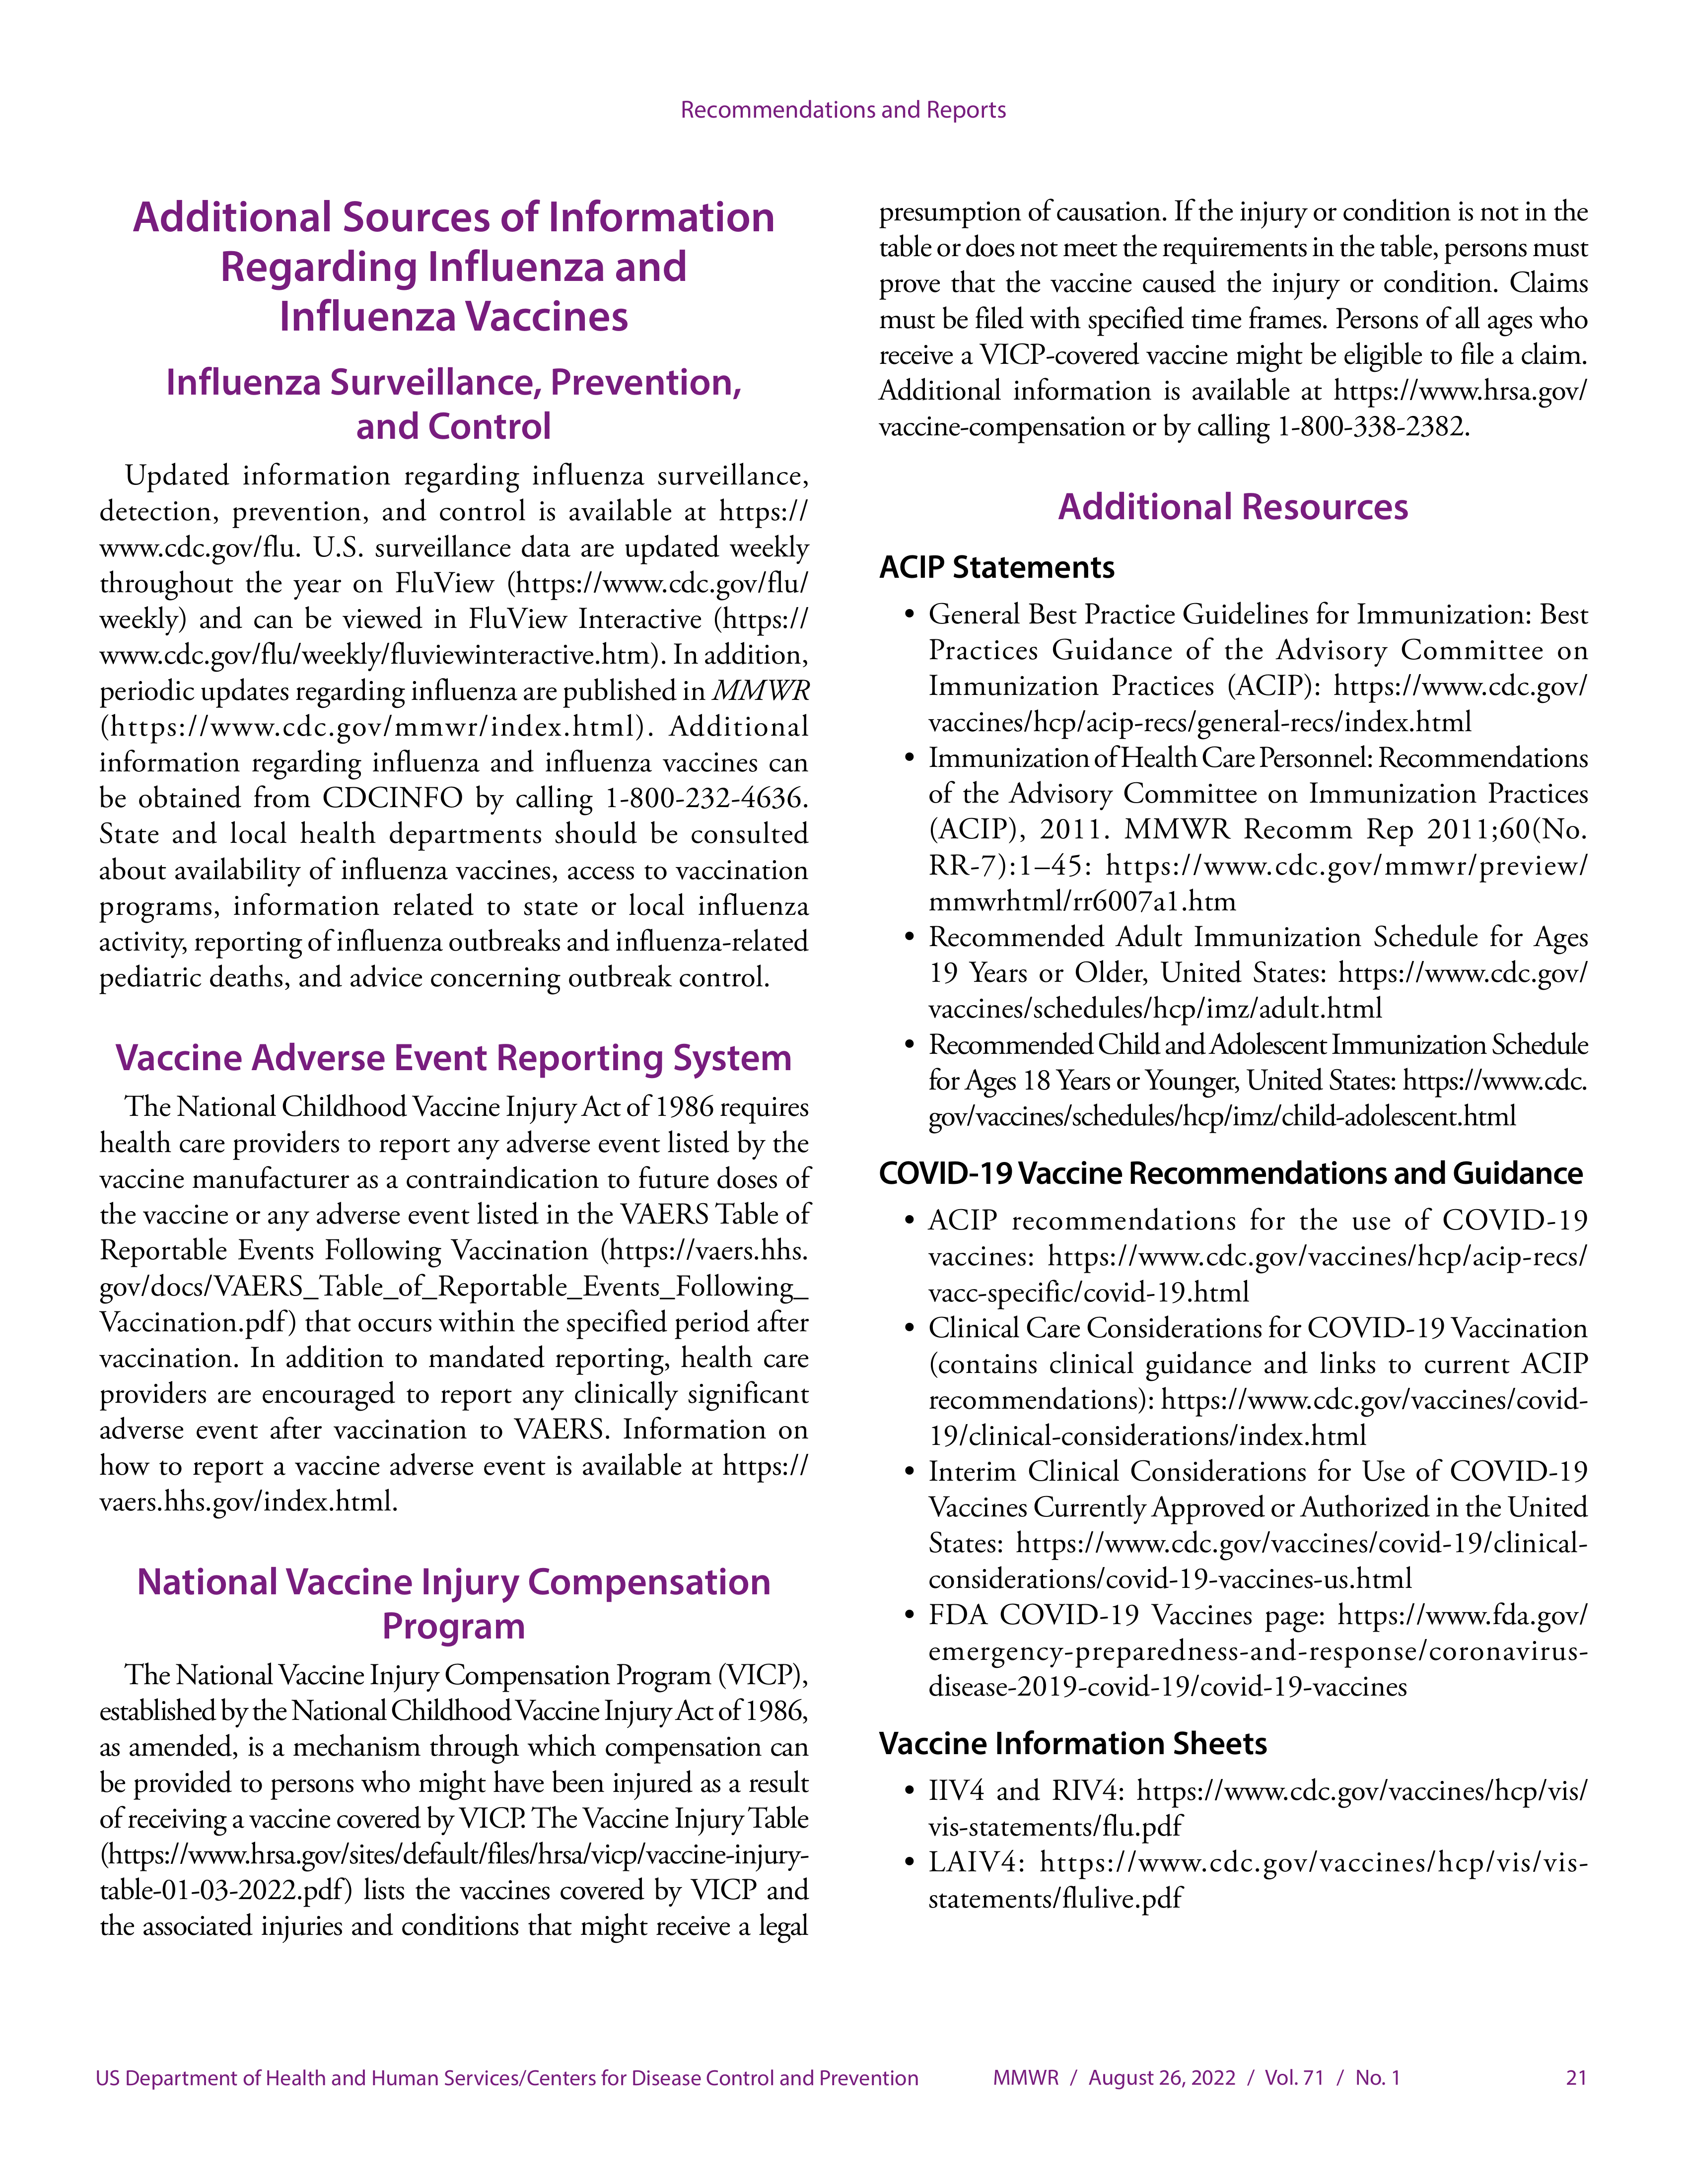 Recommendations and Reports
Additional Sources of Information
Regarding Influenza and
Influenza Vaccines
Influenza Surveillance, Prevention,
and Control
Updated information regarding influenza surveillance,
detection, prevention, and control is available at https://
www.cdc.gov/flu. U.S. surveillance data are updated weekly
throughout the year on FluView (https://www.cdc.gov/flu/
weekly) and can be viewed in FluView Interactive (https://
www.cdc.gov/flu/weekly/fluviewinteractive.htm). In addition,
periodic updates regarding influenza are published in MMWR
(https://www.cdc.gov/mmwr/index.html). Additional
information regarding influenza and influenza vaccines can
be obtained from CDCINFO by calling 1-800-232-4636.
State and local health departments should be consulted
about availability of influenza vaccines, access to vaccination
programs, information related to state or local influenza
activity, reporting of influenza outbreaks and influenza-related
pediatric deaths, and advice concerning outbreak control.
Vaccine Adverse Event Reporting System
The National Childhood Vaccine Injury Act of 1986 requires
health care providers to report any adverse event listed by the
vaccine manufacturer as a contraindication to future doses of
the vaccine or any adverse event listed in the VAERS Table of
Reportable Events Following Vaccination (https://vaers.hhs.
gov/docs/VAERS_Table_of_Reportable_Events_Following_
Vaccination.pdf) that occurs within the specified period after
vaccination. In addition to mandated reporting, health care
providers are encouraged to report any clinically significant
adverse event after vaccination to VAERS. Information on
how to report a vaccine adverse event is available at https://
vaers.hhs.gov/index.html.
National Vaccine Injury Compensation
Program
The National Vaccine Injury Compensation Program (VICP),
established by the National Childhood Vaccine Injury Act of 1986,
as amended, is a mechanism through which compensation can
be provided to persons who might have been injured as a result
of receiving a vaccine covered by VICP. The Vaccine Injury Table
(https://www.hrsa.gov/sites/default/files/hrsa/vicp/vaccine-injury-
table-01-03-2022.pdf) lists the vaccines covered by VICP and
the associated injuries and conditions that might receive a legal
presumption of causation. If the injury or condition is not in the
table or does not meet the requirements in the table, persons must
prove that the vaccine caused the injury or condition. Claims
must be filed with specified time frames. Persons of all ages who
receive a VICP-covered vaccine might be eligible to file a claim.
Additional information is available at https://www.hrsa.gov/
vaccine-compensation or by calling 1-800-338-2382.
Additional Resources
ACIP Statements
• General Best Practice Guidelines for Immunization: Best
Practices Guidance of the Advisory Committee on
Immunization Practices (ACIP): https://www.cdc.gov/
vaccines/hcp/acip-recs/general-recs/index.html
• Immunization of Health Care Personnel: Recommendations
of the Advisory Committee on Immunization Practices
(ACIP), 2011. MMWR Recomm Rep 2011;60(No.
RR-7):1–45: https://www.cdc.gov/mmwr/preview/
mmwrhtml/rr6007a1.htm
• Recommended Adult Immunization Schedule for Ages
19 Years or Older, United States: https://www.cdc.gov/
vaccines/schedules/hcp/imz/adult.html
• Recommended Child and Adolescent Immunization Schedule
for Ages 18 Years or Younger, United States: https://www.cdc.
gov/vaccines/schedules/hcp/imz/child-adolescent.html
COVID-19 Vaccine Recommendations and Guidance
• ACIP recommendations for the use of COVID-19
vaccines: https://www.cdc.gov/vaccines/hcp/acip-recs/
vacc-specific/covid-19.html
• Clinical Care Considerations for COVID-19 Vaccination
(contains clinical guidance and links to current ACIP
recommendations): https://www.cdc.gov/vaccines/covid-
19/clinical-considerations/index.html
• Interim Clinical Considerations for Use of COVID-19
Vaccines Currently Approved or Authorized in the United
States: https://www.cdc.gov/vaccines/covid-19/clinical-
considerations/covid-19-vaccines-us.html
• FDA COVID-19 Vaccines page: https://www.fda.gov/
emergency-preparedness-and-response/coronavirus-
disease-2019-covid-19/covid-19-vaccines
Vaccine Information Sheets
• IIV4 and RIV4: https://www.cdc.gov/vaccines/hcp/vis/
vis-statements/flu.pdf
• LAIV4: https://www.cdc.gov/vaccines/hcp/vis/vis-
statements/flulive.pdf
US Department of Health and Human Services/Centers for Disease Control and Prevention MMWR / August 26, 2022 / Vol. 71 / No. 1 21